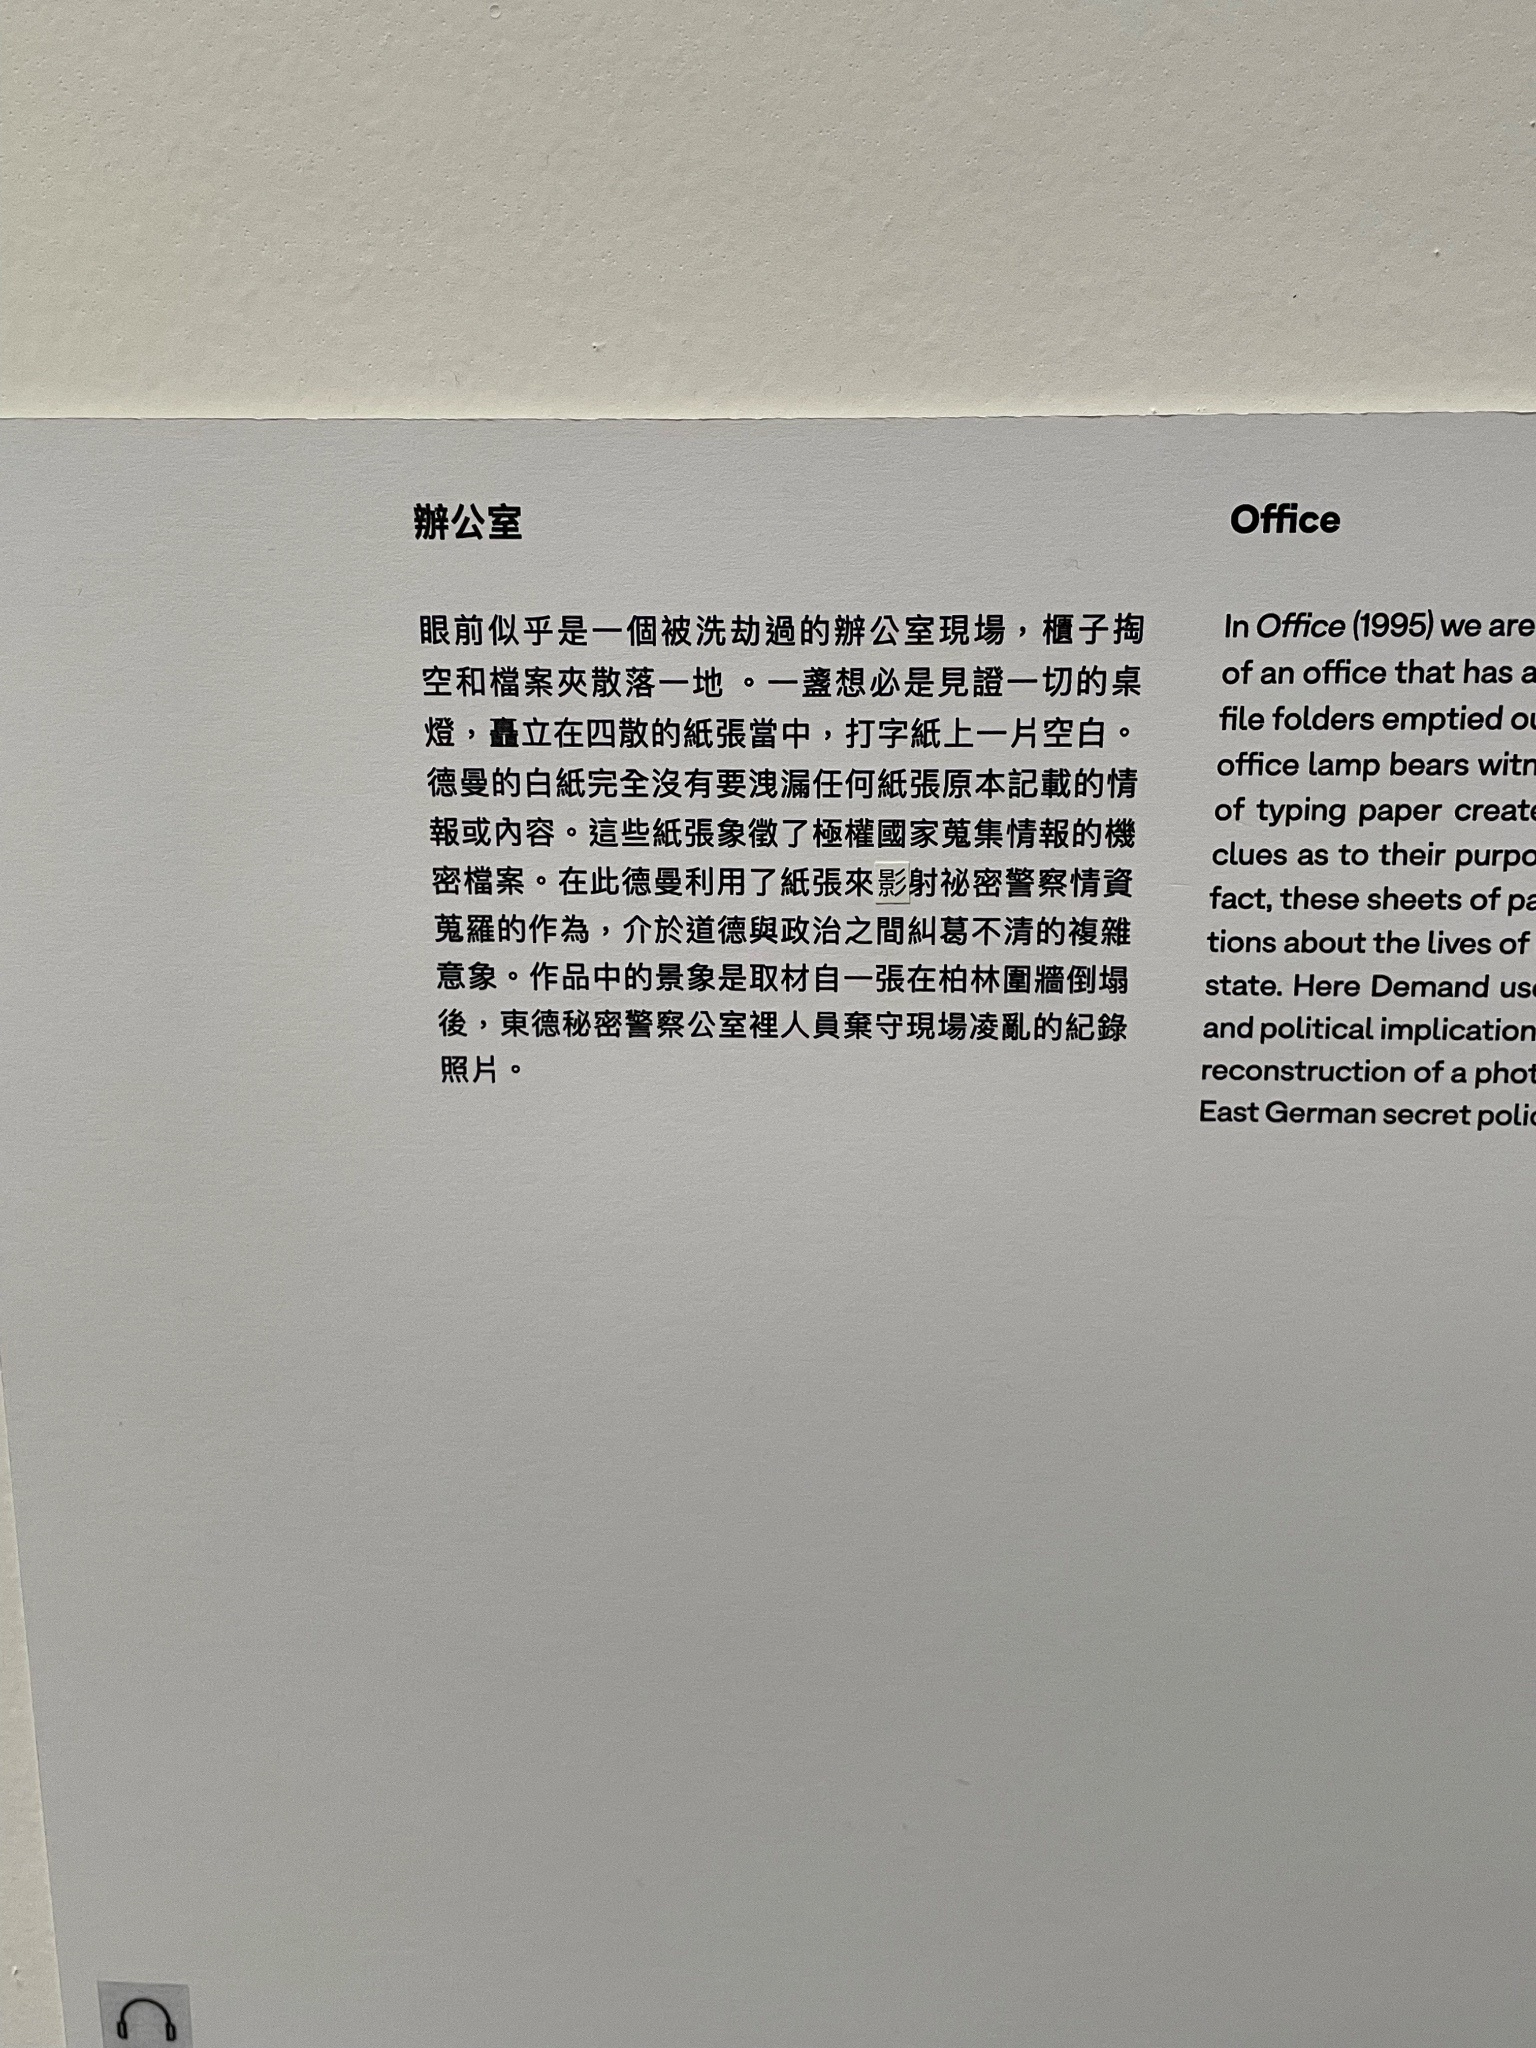 辦公室
眼前似乎是一個被洗劫過的辦公室現場，櫃子掏
空和檔案夾散落一地。一盞想必是見證一切的桌
燈，矗立在四散的紙張當中，打字紙上一片空白。
德曼的白紙完全沒有要洩漏任何紙張原本記載的情
報或內容。這些紙張象徵了極權國家蒐集情報的機
密檔案。在此德曼利用了紙張來影射祕密警察情資
蒐羅的作為，介於道德與政治之間糾葛不清的複雜
意象。作品中的景象是取材自一張在柏林圍牆倒塌
後，東德秘密警察公室裡人員棄守現場凌亂的紀錄
照片。
Office
In Office (1995) we are
of an office that has a
file folders emptied ou
office lamp bears witn
of typing paper create
clues as to their purpo
fact, these sheets of pa
tions about the lives of
state. Here Demand use
and political implication
reconstruction of a phot
East German secret polic